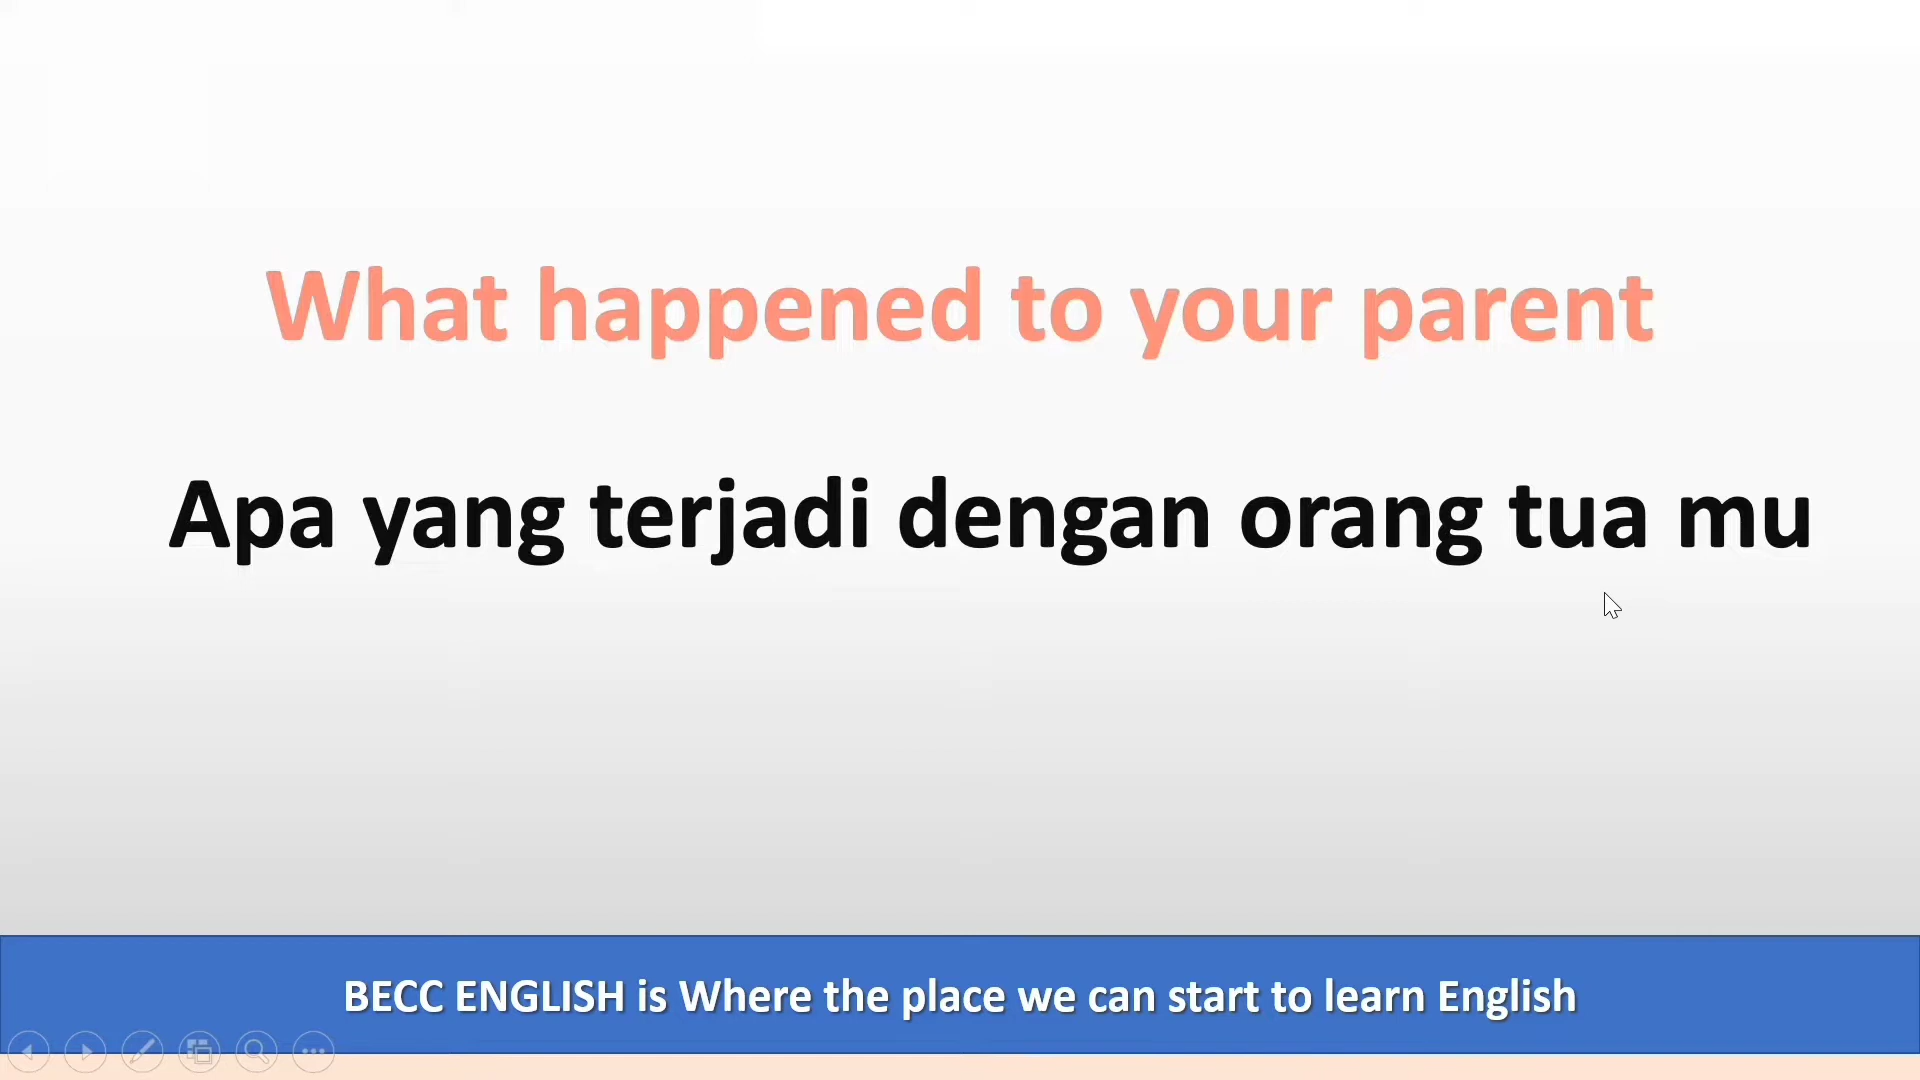 What happened to your parent
Apa yang terjadi dengan orang tua mu
BECC ENGLISH is Where the place we can start to learn English